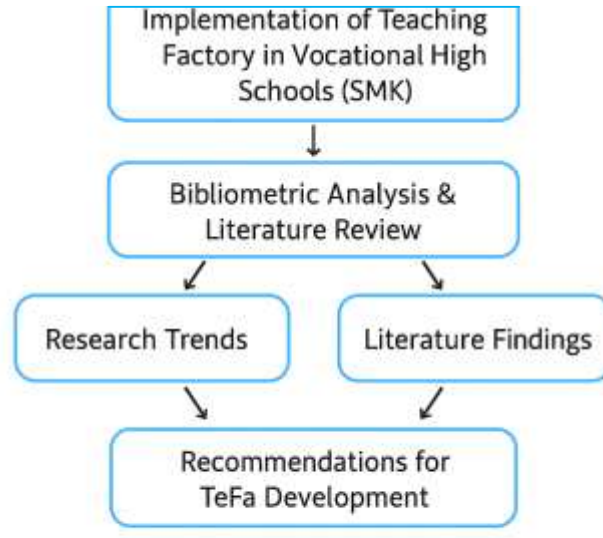 Implementation of Teaching
Factory in Vocational High
Schools (SMK)
Bibliometric Analysis &
Literature Review
Research Trends
Literature Findings
Recommendations for
TeFa Development